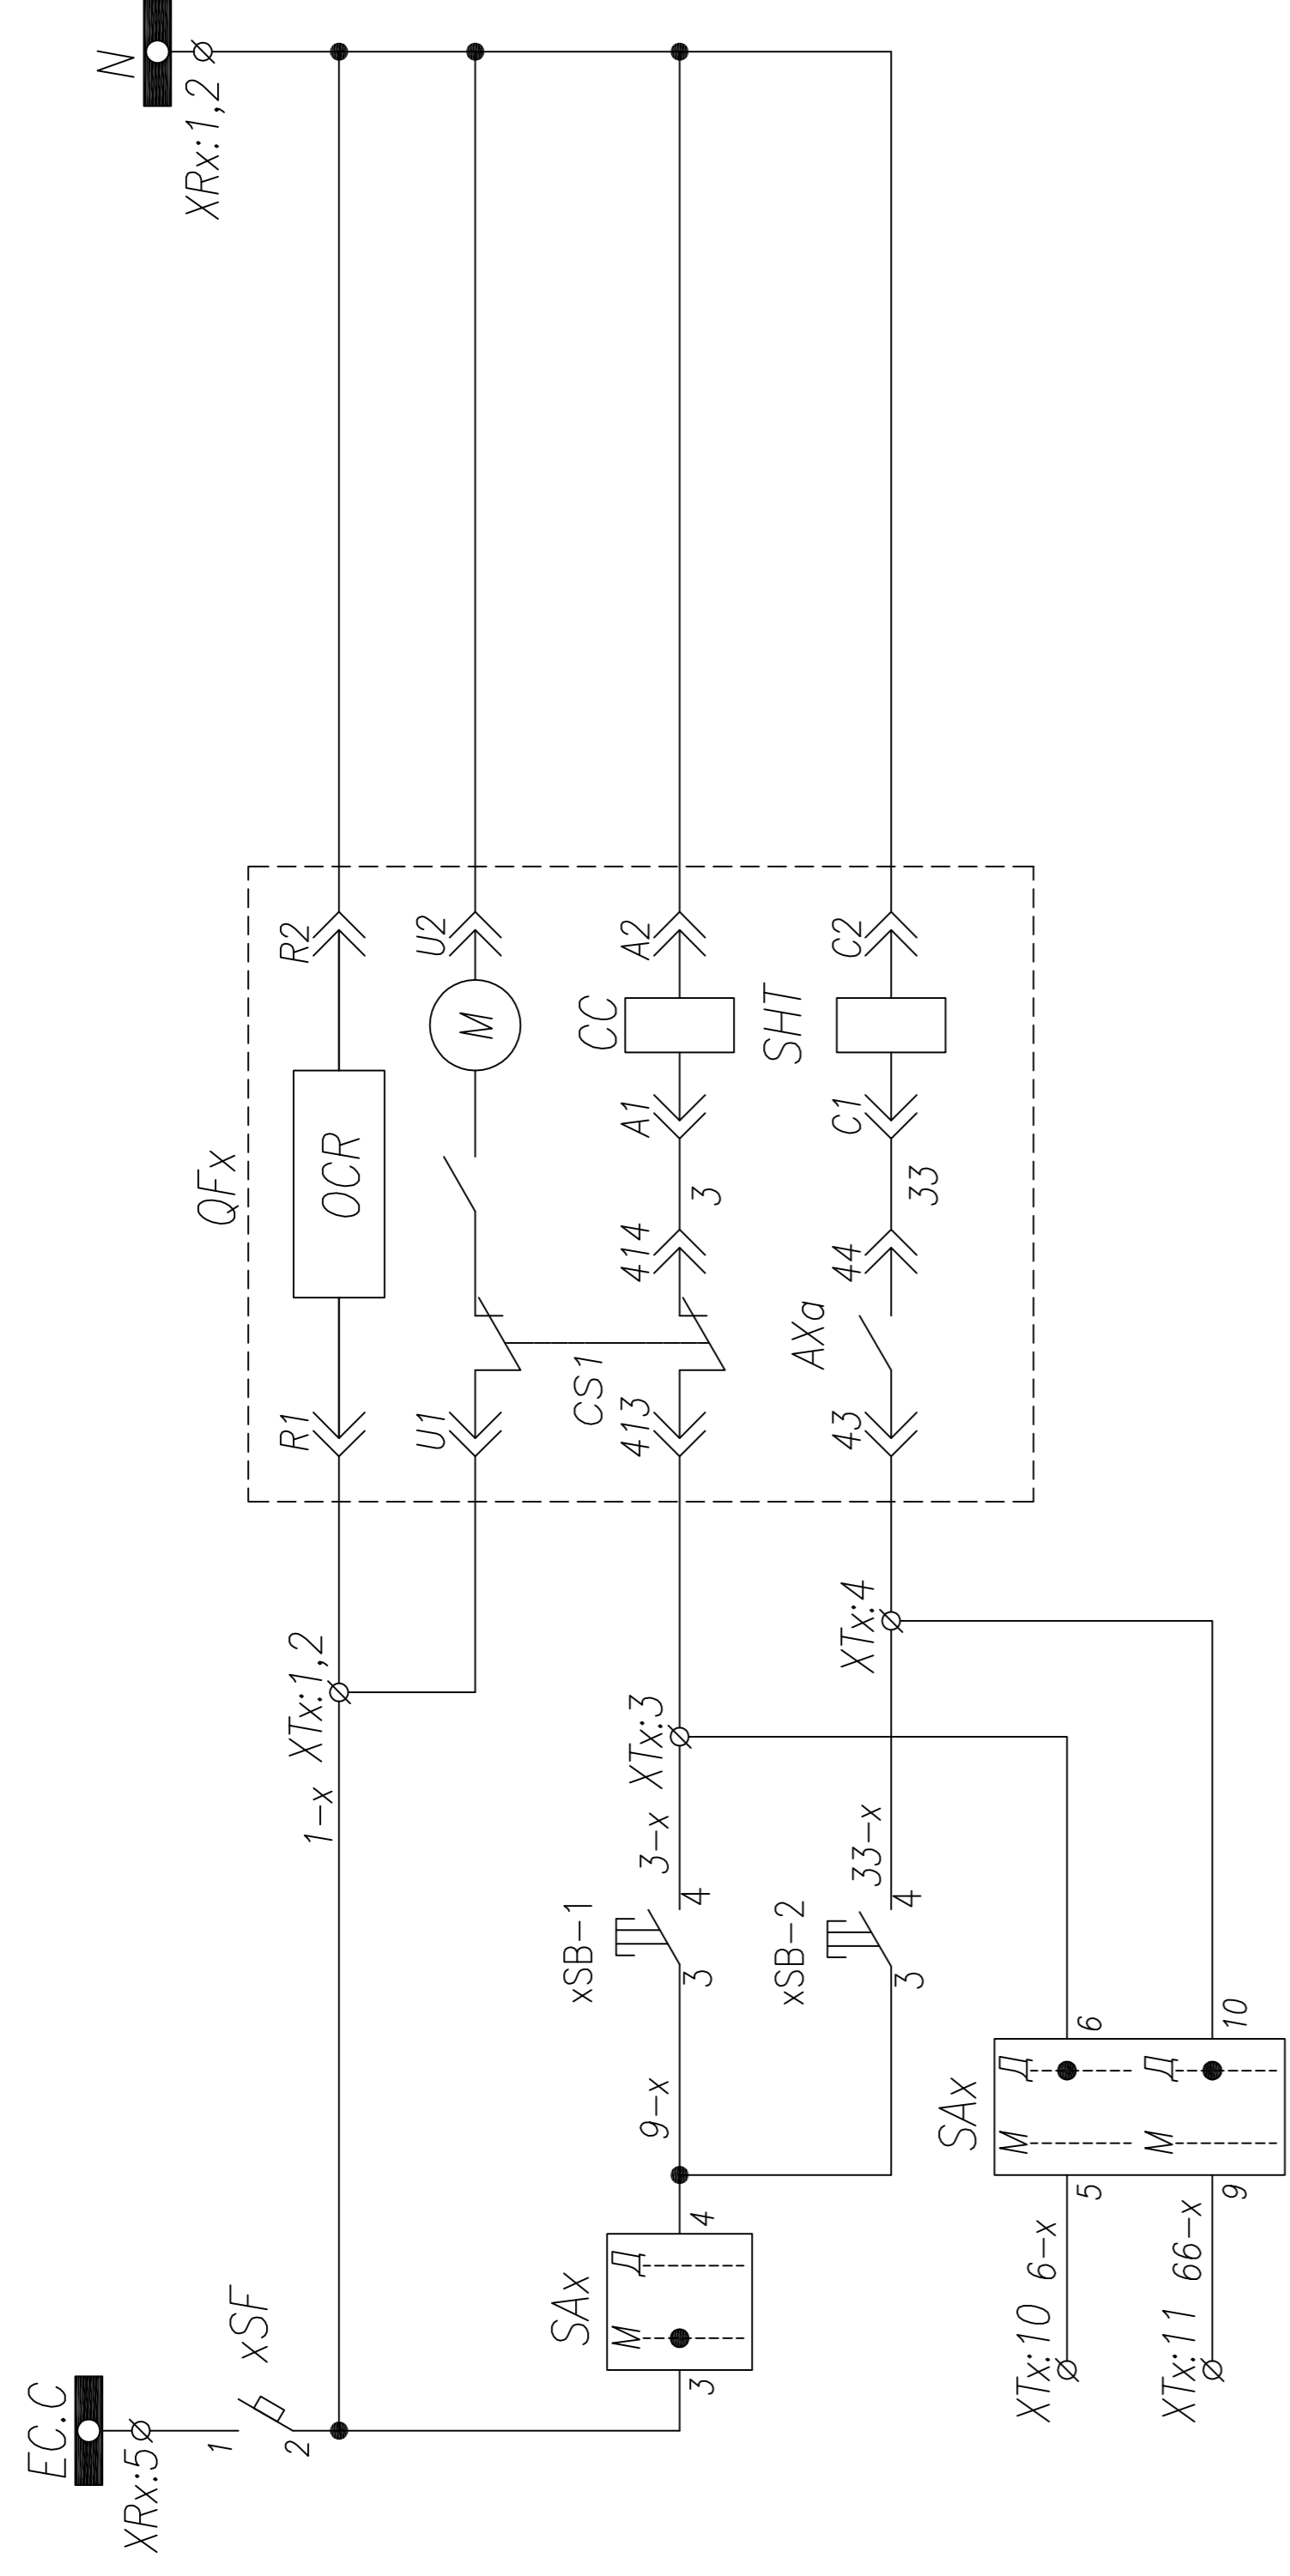 EC.C
XRx:5
1
2
xSF
1-x
XTx:1,2
QFx
R1
OCR
R2
N
XRx:1,2
U1
M
U2
SAx
М
Д
3
4
9-x
xSB-1
3
4
3-x
XTx:3
CS1
413
414
3
A1
CC
A2
xSB-2
3
4
33-x
XTx:4
43
AXa
44
33
C1
SHT
C2
SAx
XTx:10
6-x
5
М
Д
6
XTx:11
66-x
9
М
Д
10